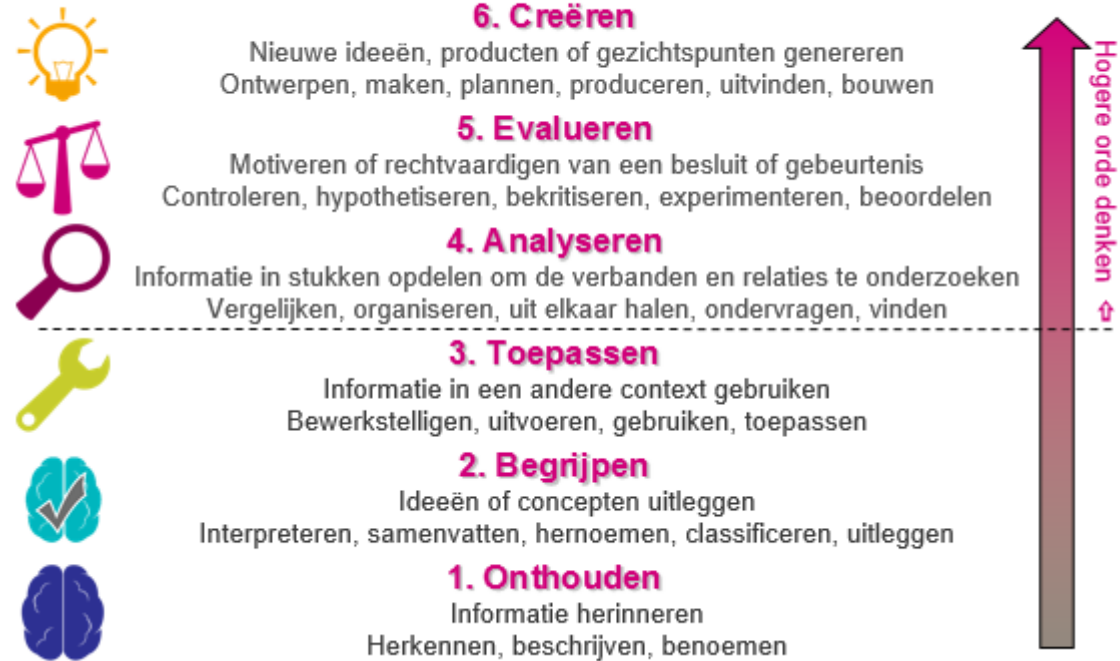 6. Creëren
Nieuwe ideeën, producten of gezichtspunten genereren
Ontwerpen, maken, plannen, produceren, uitvinden, bouwen
5. Evalueren
Motiveren of rechtvaardigen van een besluit of gebeurtenis
Controleren, hypothetiseren, bekritiseren, experimenteren, beoordelen
4. Analyseren
Informatie in stukken opdelen om de verbanden en relaties te onderzoeken
Vergelijken, organiseren, uit elkaar halen, ondervragen, vinden
3. Toepassen
Informatie in een andere context gebruiken
Bewerkstelligen, uitvoeren, gebruiken, toepassen
2. Begrijpen
Ideeën of concepten uitleggen
Interpreteren, samenvatten, hernoemen, classificeren, uitleggen
1. Onthouden
Informatie herinneren
Herkennen, beschrijven, benoemen
Hogere orde denken